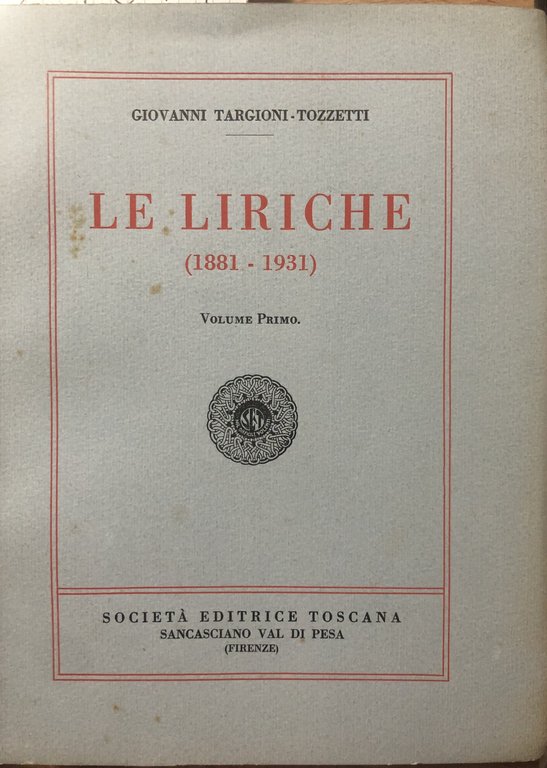 GIOVANNI TARGIONI-TOZZETTI
LE LIRICHE
(1881 - 1931)
VOLUME PRIMO.
SOCIETÀ EDITRICE TOSCANA
SANCASCIANO VAL DI PESA
(FIRENZE)